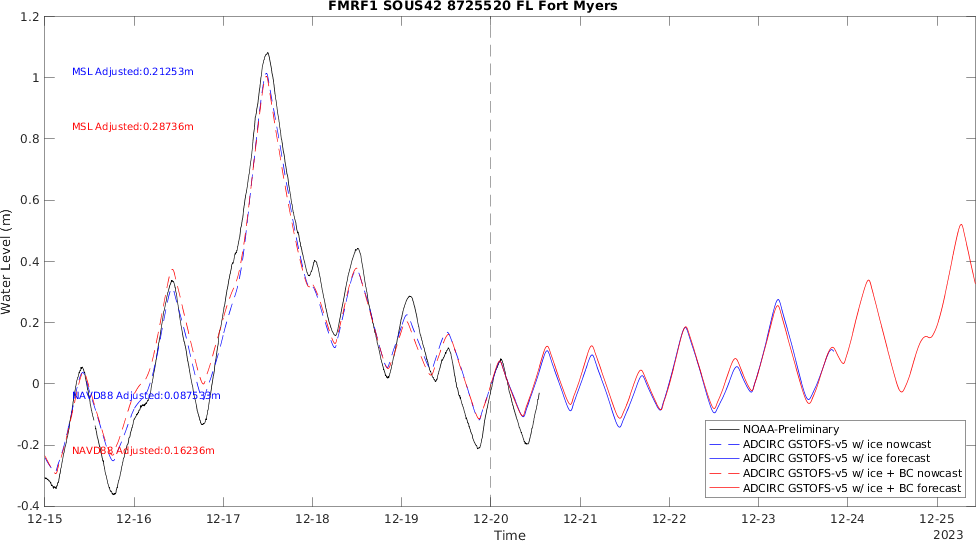 FMRF1 SOUS42 8725520 FL Fort Myers
1.2
1
0.8
0.6
0.4
0.2
0
-0.2
-0.4
Water Level (m)
MSL Adjusted:0.21253m
MSL Adjusted:0.28736m
NAVD88 Adjusted:0.087533m
NAVD88 Adjusted:0.16236m
NOAA-Preliminary
ADCIRC GSTOFS-v5 w/ ice nowcast
ADCIRC GSTOFS-v5 w/ ice forecast
ADCIRC GSTOFS-v5 w/ ice + BC nowcast
ADCIRC GSTOFS-v5 w/ ice + BC forecast
12-15 12-16 12-17 12-18 12-19 12-20 12-21 12-22 12-23 12-24 12-25
Time
2023